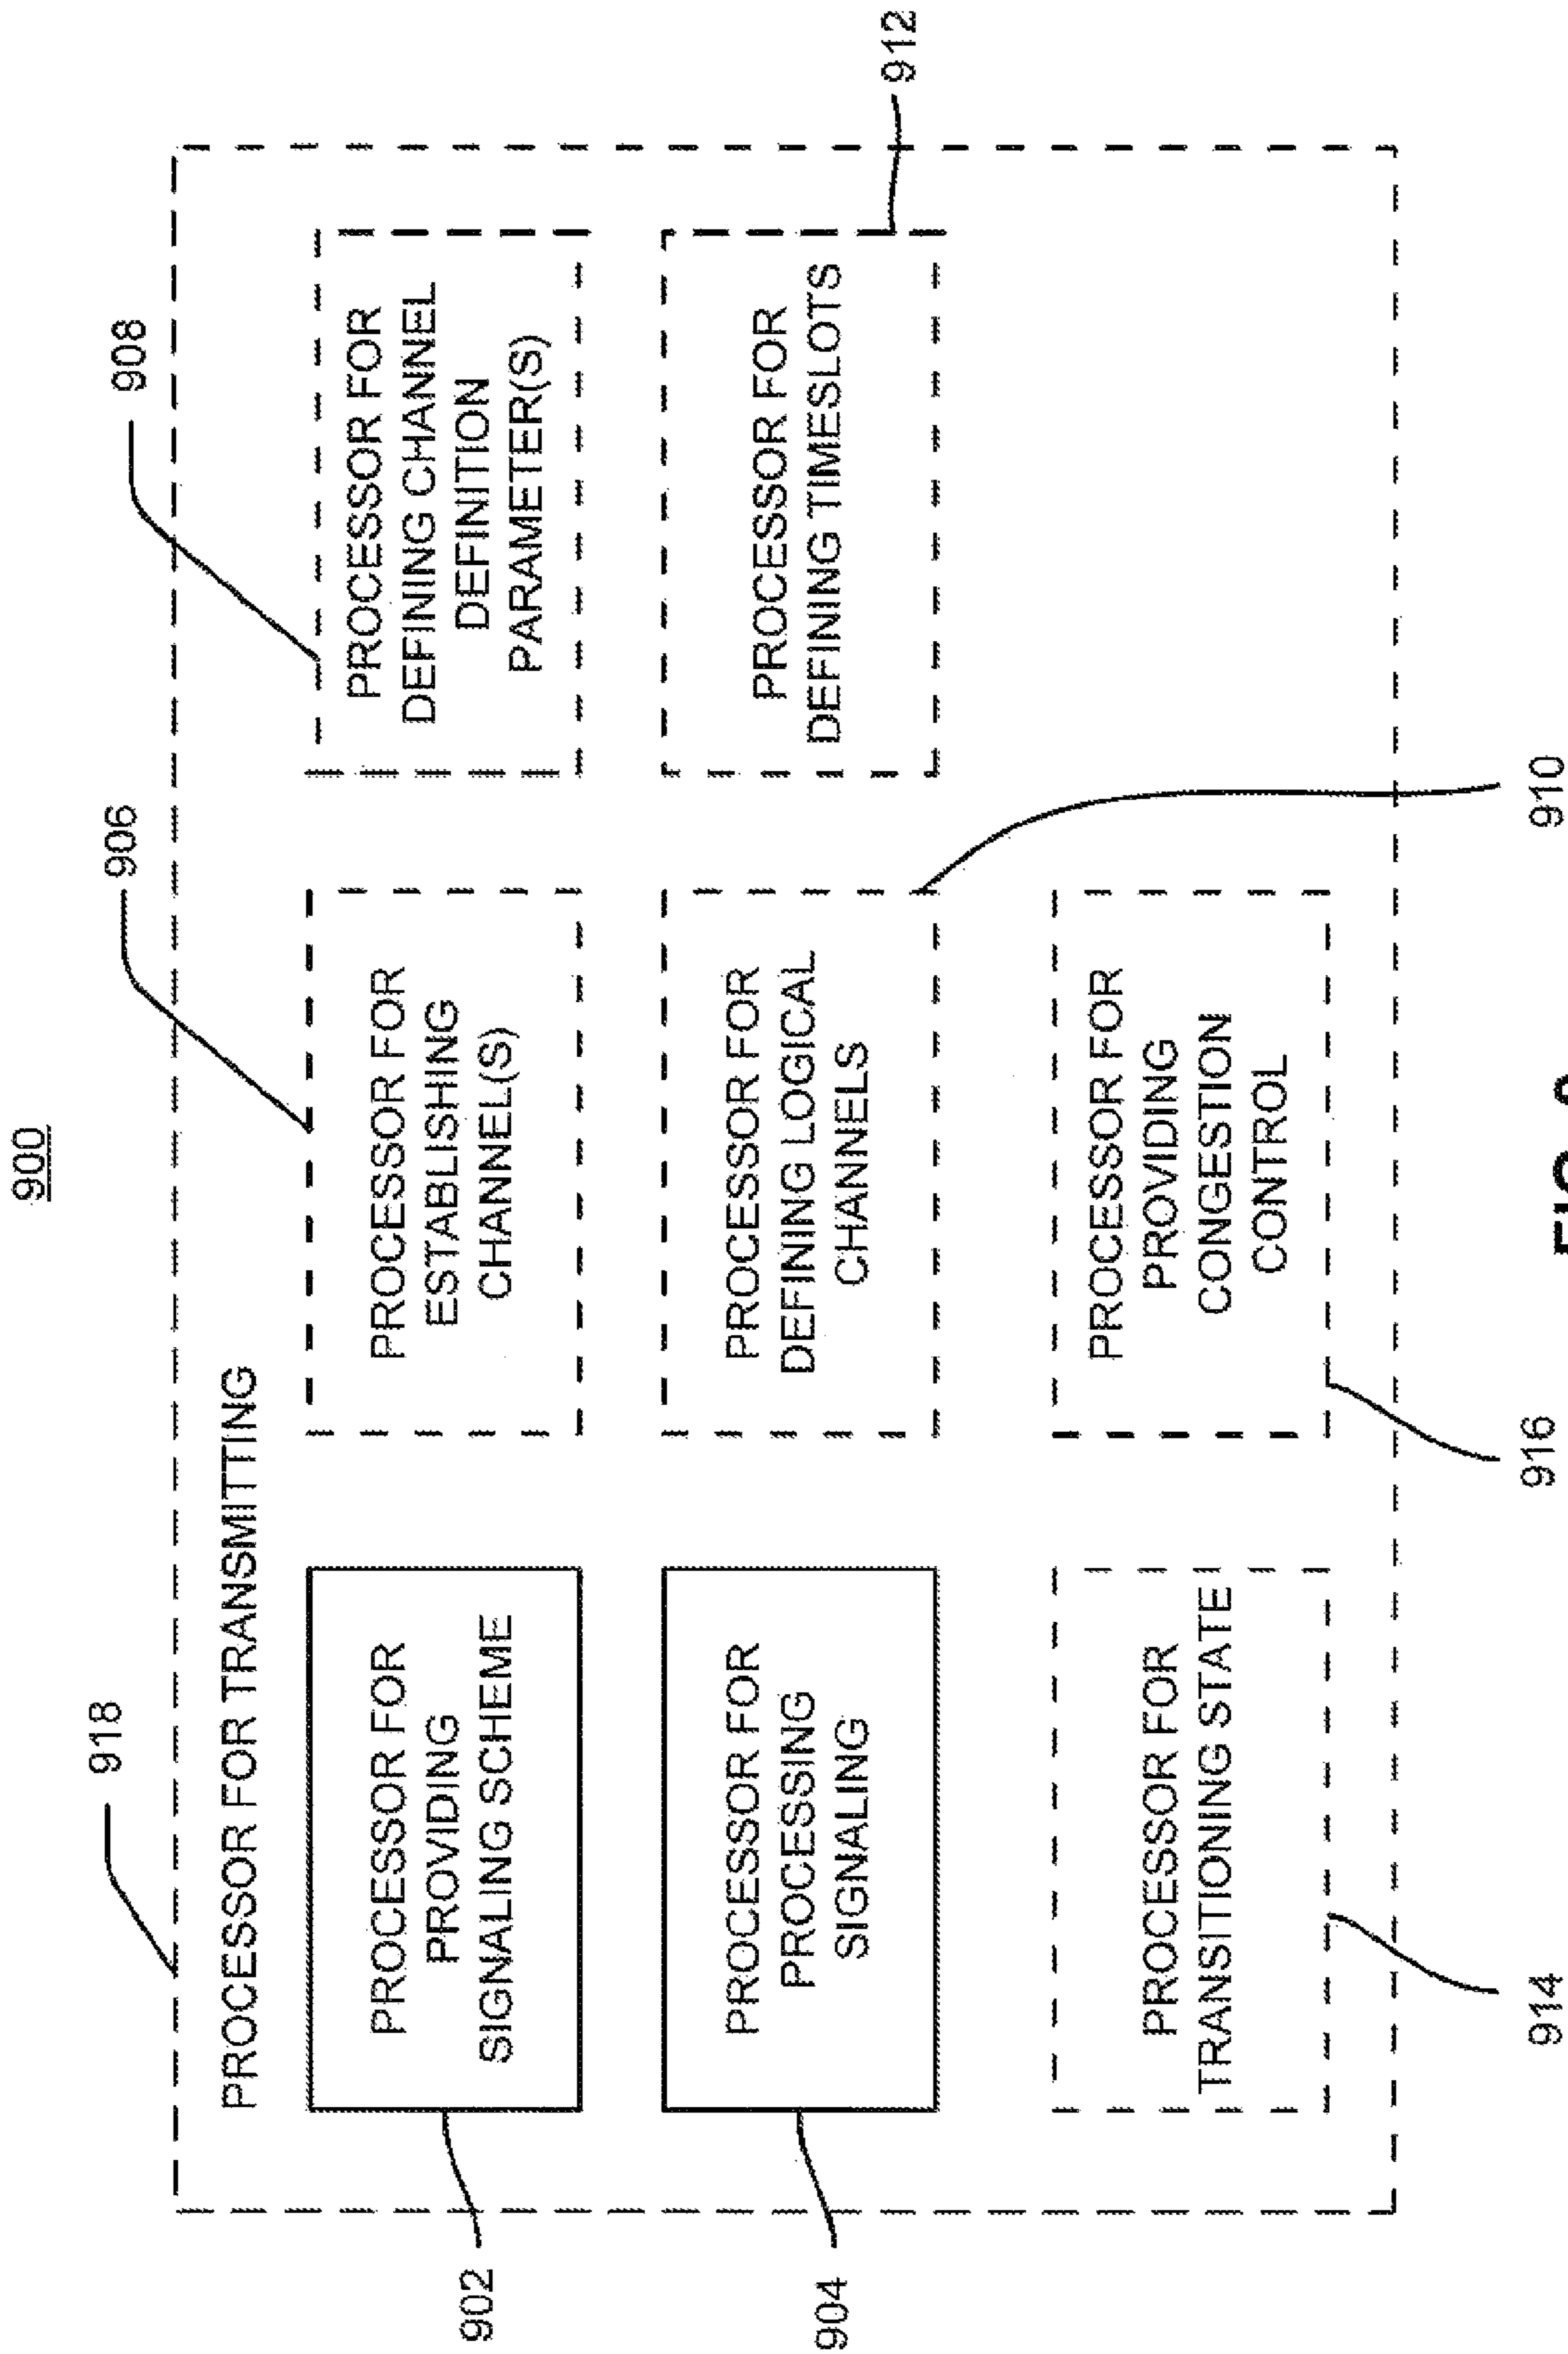 900
918
906
908
PROCESSOR FOR TRANSMITTING
PROCESSOR FOR
PROVIDING
SIGNALING SCHEME
PROCESSOR FOR
ESTABLISHING
CHANNEL(S)
PROCESSOR FOR
DEFINING CHANNEL
DEFINITION
PARAMETER(S)
902
PROCESSOR FOR
PROCESSING
SIGNALING
PROCESSOR FOR
DEFINING LOGICAL
CHANNELS
PROCESSOR FOR
DEFINING TIMESLOTS
904
912
PROCESSOR FOR
TRANSITIONING STATE
PROCESSOR FOR
PROVIDING
CONGESTION
CONTROL
914
916
910
FIG.